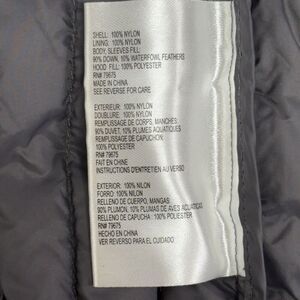 SHELL: 100% NYLON
LINING: 100% NYLON
BODY, SLEEVES FILL:
90% DOWN, 10% WATERFOWL FEATHERS
HOOD FILL: 100% POLYESTER
RN# 79675
MADE IN CHINA
SEE REVERSE FOR CARE
EXTERIEUR: 100% NYLON
DOUBLURE: 100% NYLON
REMPLISSAGE DE CORPS, MANCHES:
90% DUVET, 10% PLUMES AQUATIQUES
REMPLISSAGE DE CAPUCHON:
100% POLYESTER
RN# 79675
FAIT EN CHINE
INSTRUCTIONS D'ENTRETIEN AU VERSO
EXTERIOR: 100% NILON
FORRO: 100% NILON
RELLENO DE CUERPO, MANGAS:
90% PLUMON, 10% PLUMAS DE AVES ACUATICAS
RELLENO DE CAPUCHA: 100% POLIESTER
RN# 79675
HECHO EN CHINA
VER REVERSO PARA EL CUIDADO